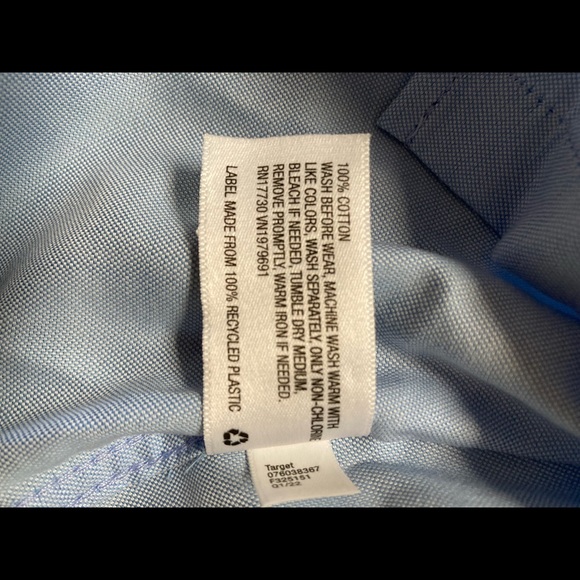 100% COTTON
WASH BEFORE WEAR, MACHINE WASH WARM WITH
LIKE COLORS, WASH SEPARATELY, ONLY NON-CHLORINE
BLEACH IF NEEDED, TUMBLE DRY MEDIUM,
REMOVE PROMPTLY, WARM IRON IF NEEDED.
RN17730 VN1979691
LABEL MADE FROM 100% RECYCLED PLASTIC
Target
076038367
F325151
Q1/22